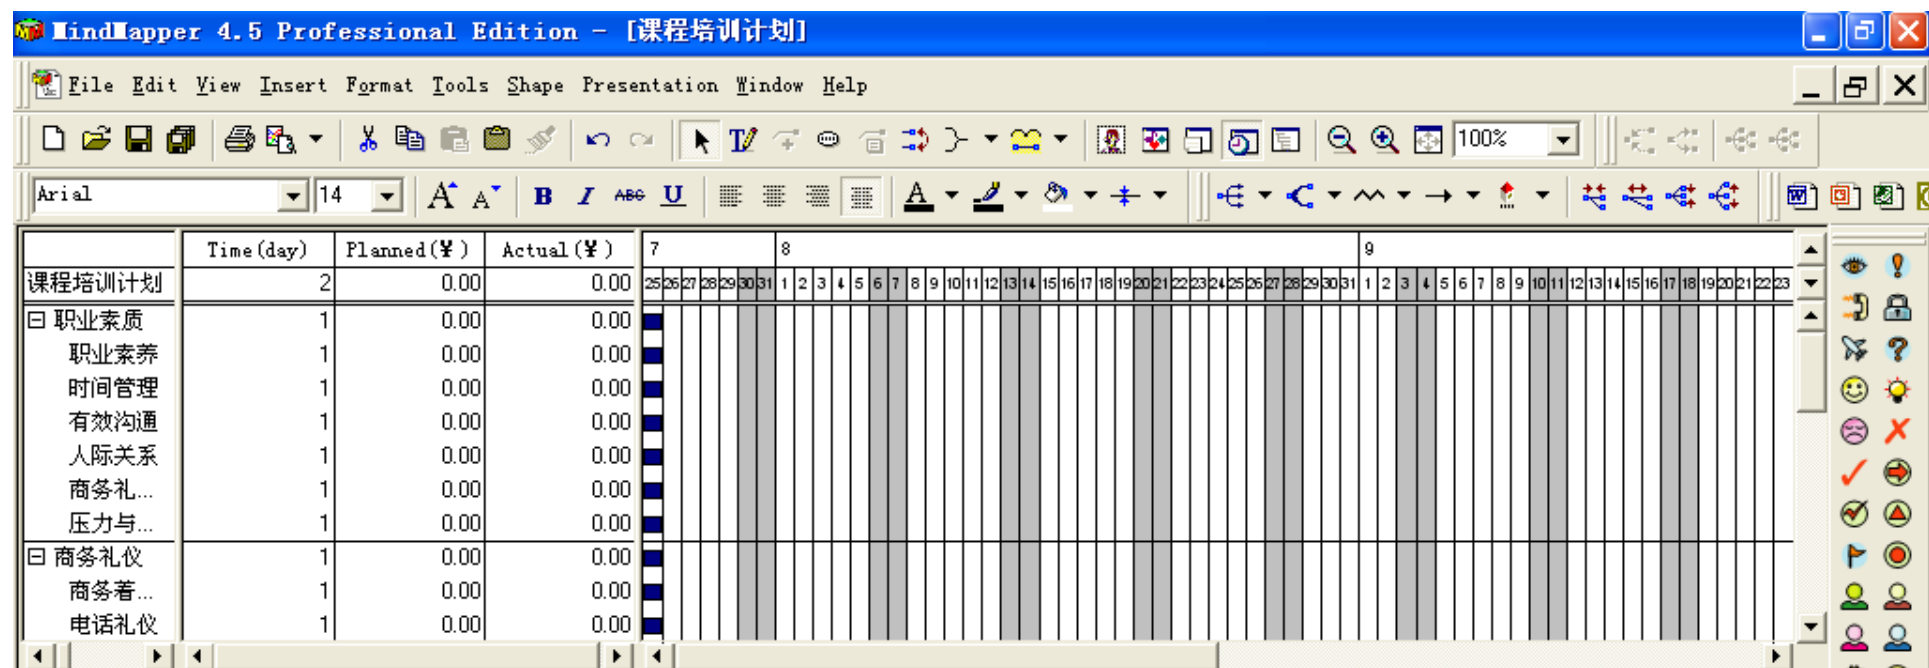 MindMapper 4.5 Professional Edition - [课程培训计划]
File Edit View Insert Format Tools Shape Presentation Window Help
100%
Arial 14 A A B I ABC U A
Time(day) Planned(¥) Actual(¥) 7 8 9
课程培训计划 2 0.00 0.00 25 26 27 28 29 30 31 1 2 3 4 5 6 7 8 9 10 11 12 13 14 15 16 17 18 19 20 21 22 23 24 25 26 27 28 29 30 31 1 2 3 4 5 6 7 8 9 10 11 12 13 14 15 16 17 18 19 20 21 22 23
职业素质 1 0.00 0.00
职业素养 1 0.00 0.00
时间管理 1 0.00 0.00
有效沟通 1 0.00 0.00
人际关系 1 0.00 0.00
商务礼... 1 0.00 0.00
压力与... 1 0.00 0.00
商务礼仪 1 0.00 0.00
商务着... 1 0.00 0.00
电话礼仪 1 0.00 0.00